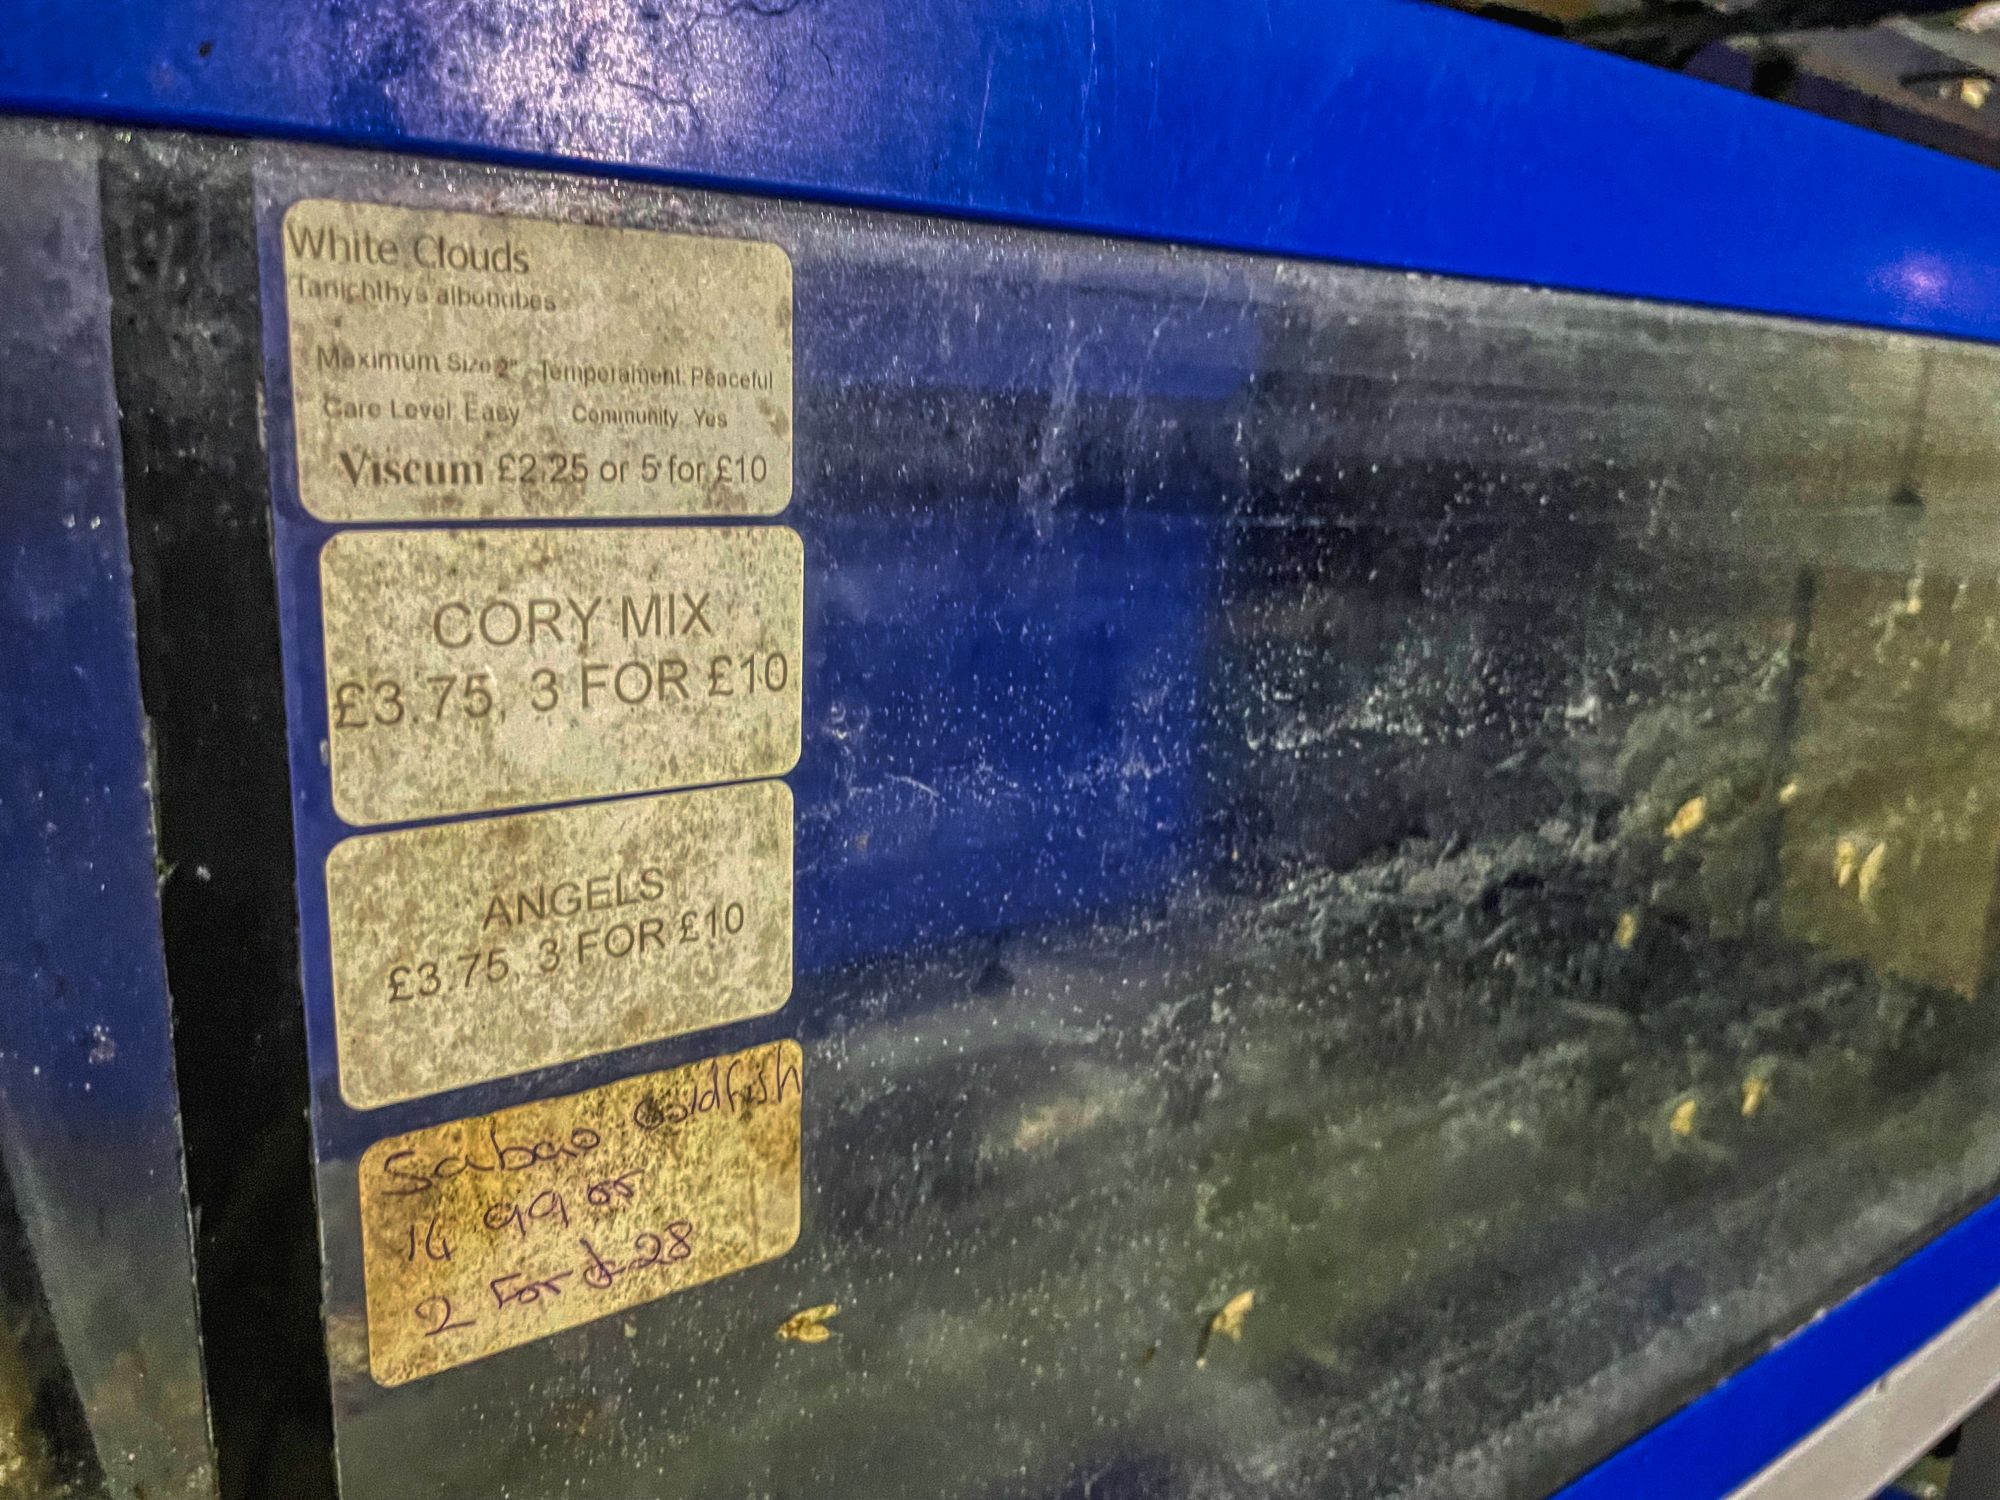 White Clouds
Tanichthys albonubes
Maximum Size 2" Temperament: Peaceful
Care Level: Easy Community: Yes
Viscum £2.25 or 5 for £10
CORY MIX
£3.75, 3 FOR £10
ANGELS
£3.75, 3 FOR £10
Sabao Goldfish
14 99 or
2 For £28